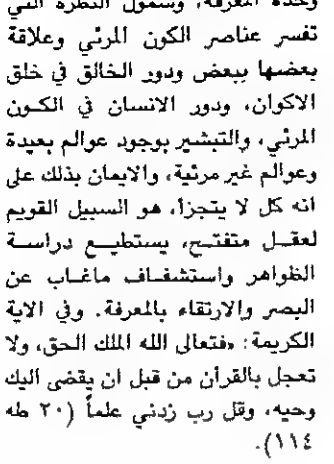 وحدة المعرفة، وشمول النظرة التي
تفسر عناصر الكون المرئي وعلاقة
بعضها ببعض ودور الخالق في خلق
الاكوان، ودور الانسان في الكون
المرئي، والتبشير بوجود عوالم بعيدة
وعوالم غير مرئية، والايمان بذلك على
انه كل لا يتجزأ، هو السبيل القويم
لعقل متفتح، يستطيع دراسة
الظواهر واستشفاف ماغاب عن
البصر والارتقاء بالمعرفة. وفي الاية
الكريمة: «فتعالى الله الملك الحق، ولا
تعجل بالقرآن من قبل ان يقضى اليك
وحيه، وقل رب زدني علماً (٢٠ طه
١١٤).